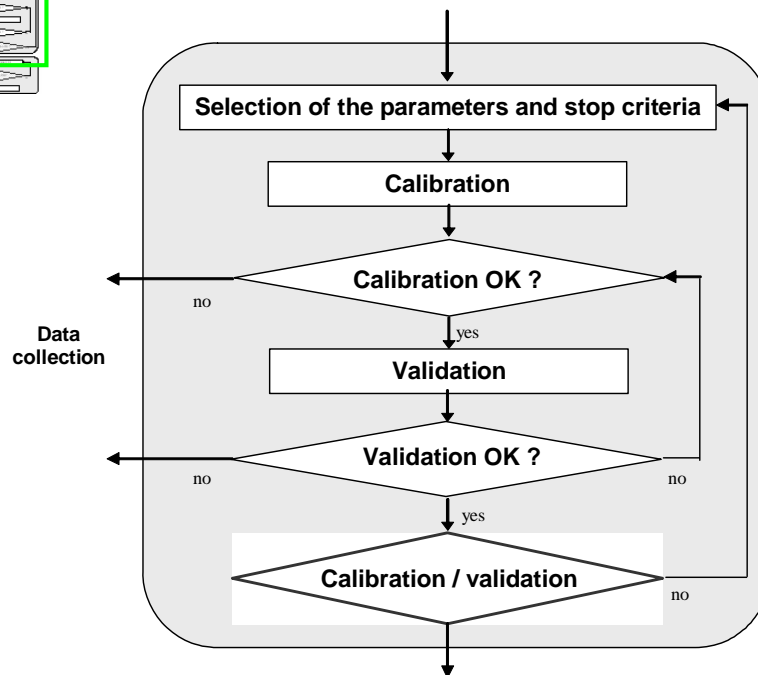 Selection of the parameters and stop criteria
Calibration
Calibration OK ?
no
yes
Data
collection
Validation
Validation OK ?
no
no
yes
Calibration / validation
no